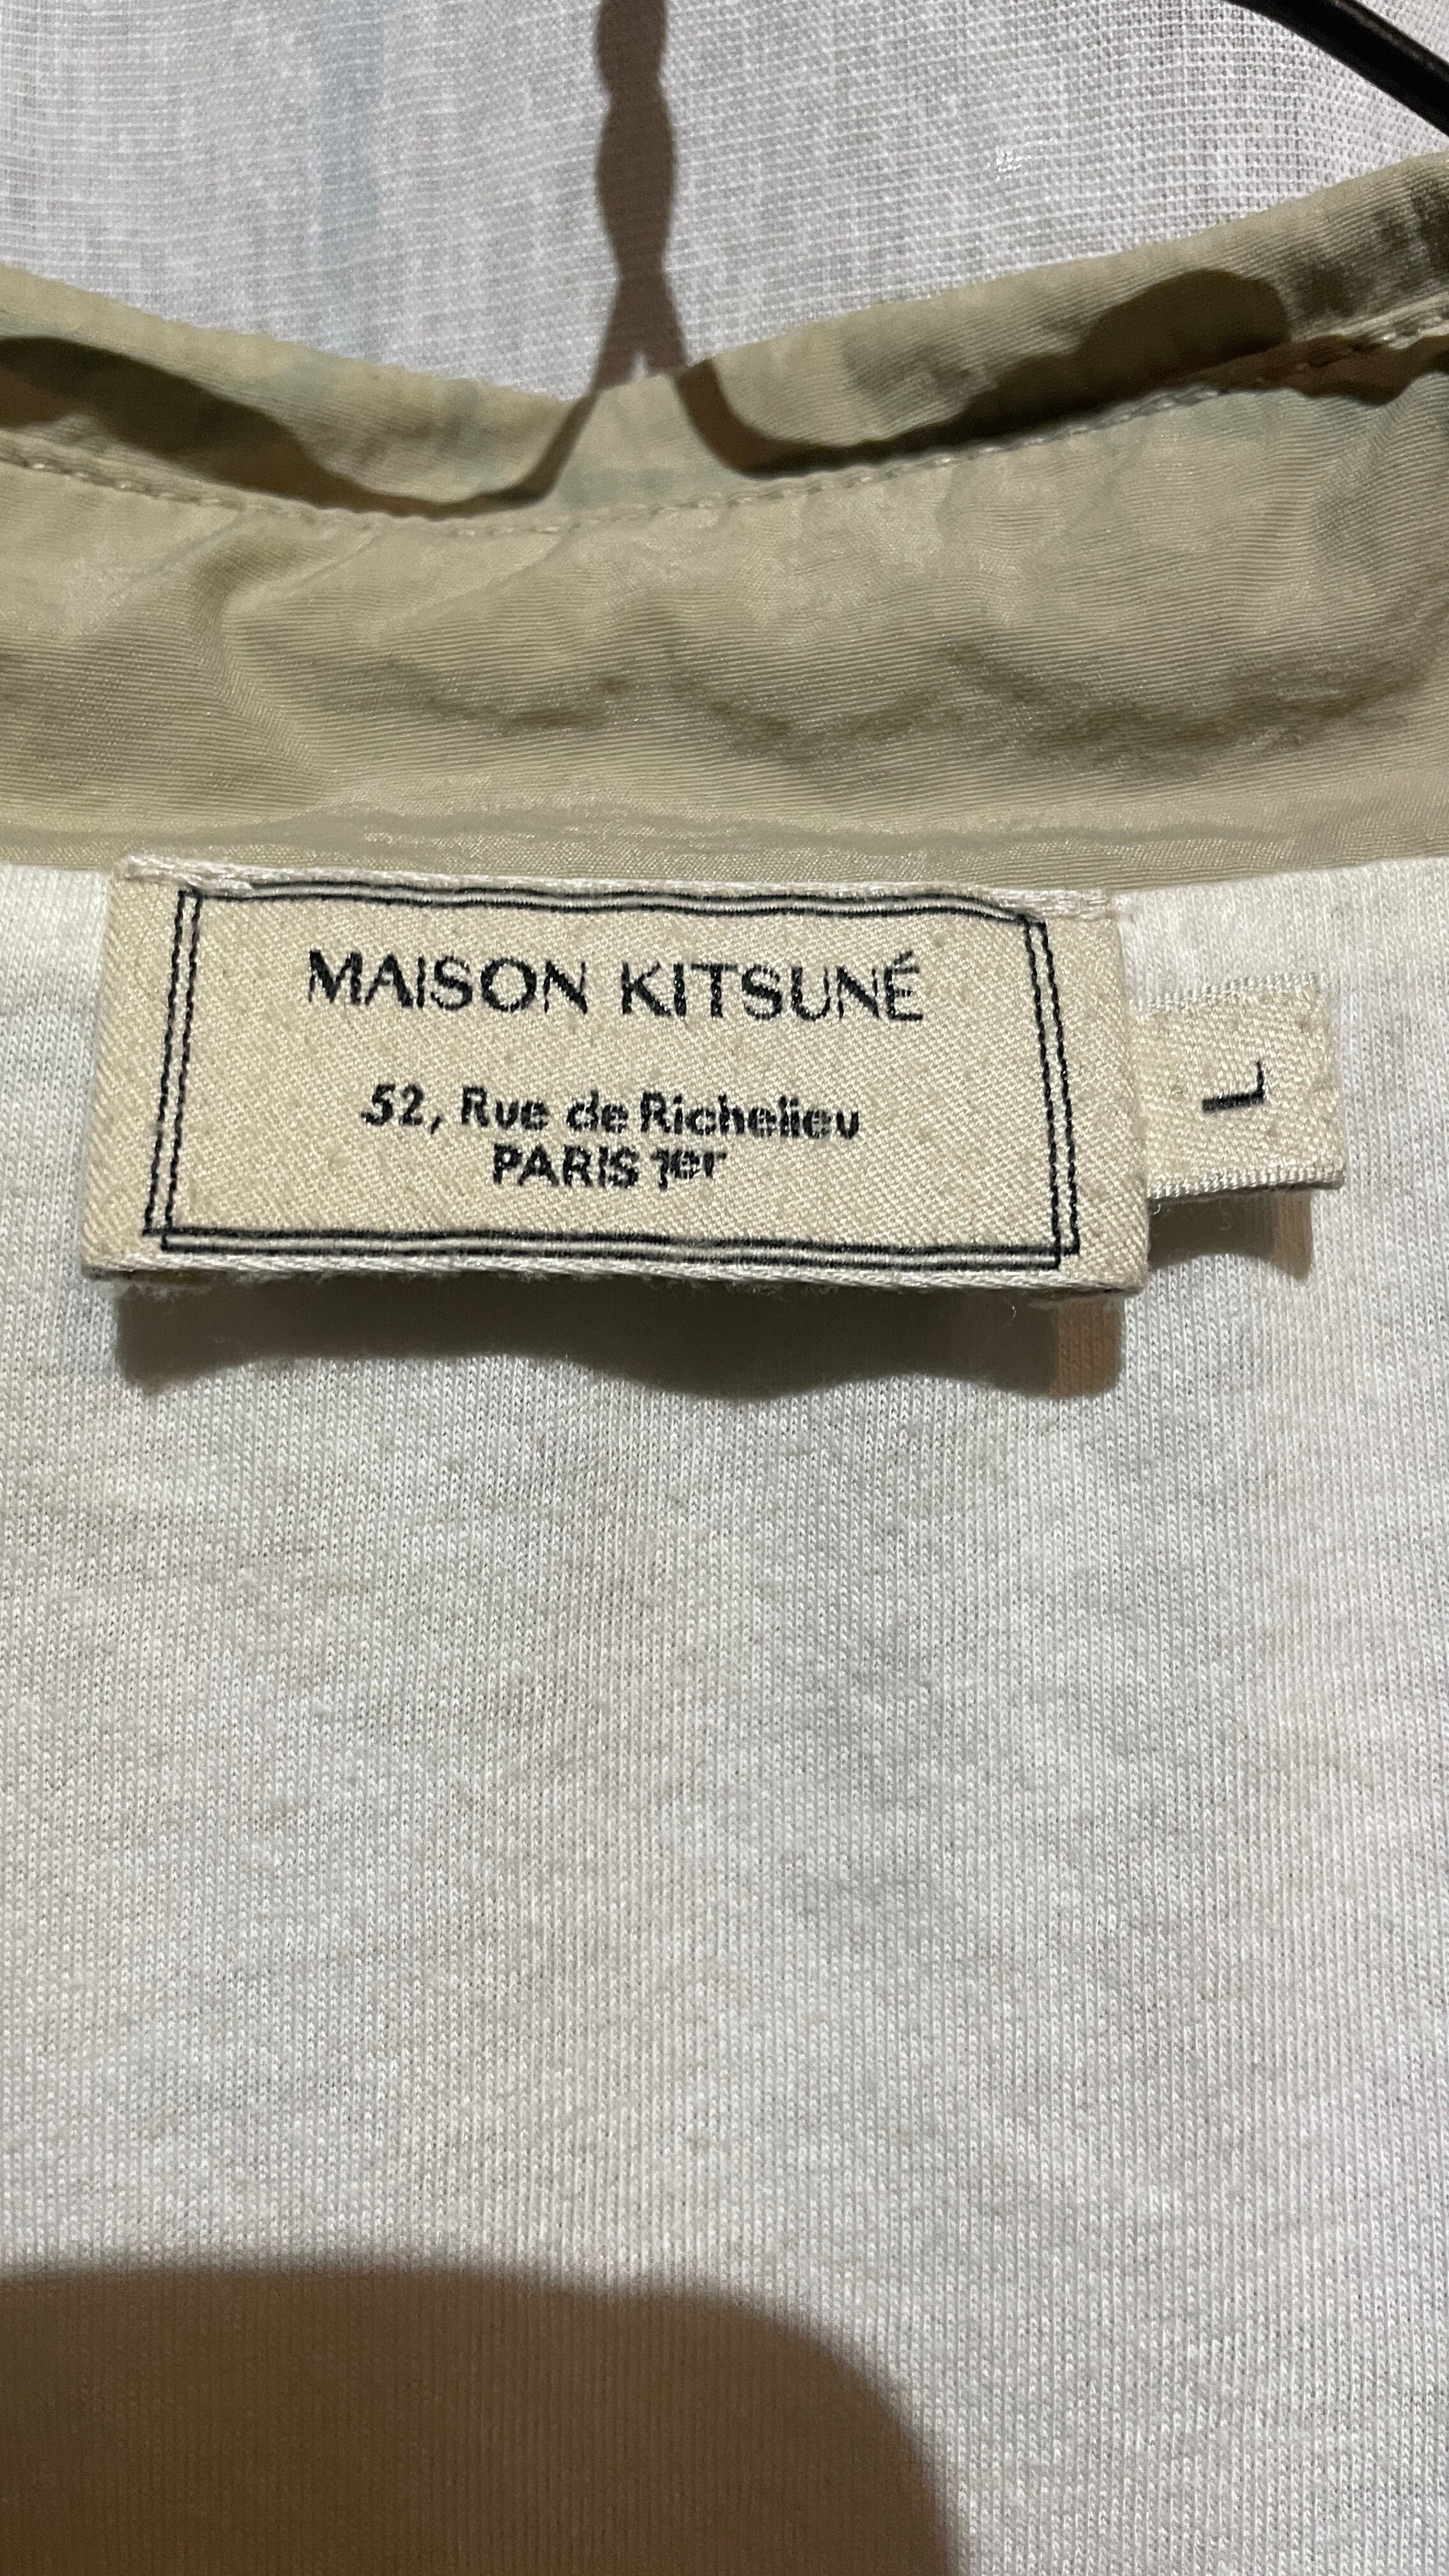 MAISON KITSUNÉ
52, Rue de Richelieu
PARIS 1er
L